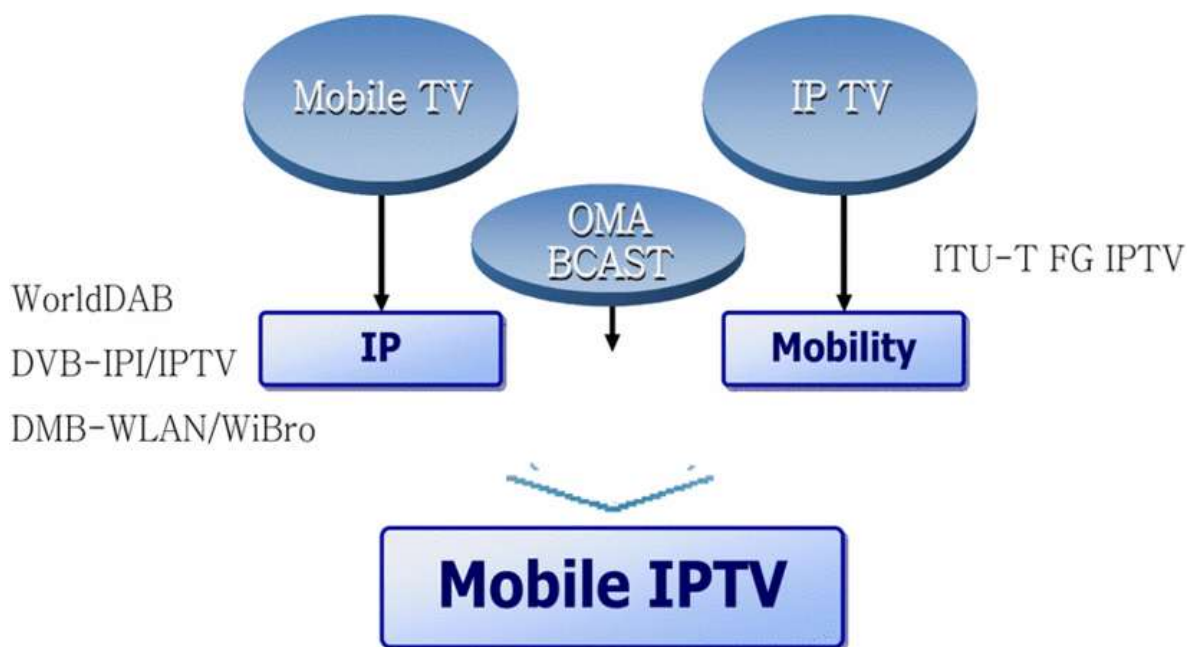 Mobile TV
IP TV
OMA
BCAST
ITU-T FG IPTV
WorldDAB
DVB-IPI/IPTV
DMB-WLAN/WiBro
IP
Mobility
Mobile IPTV